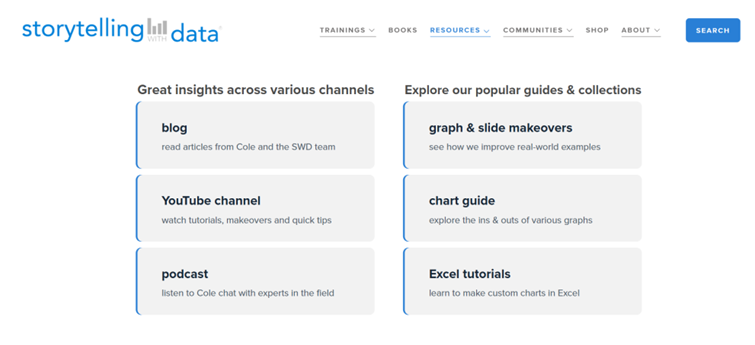 storytelling WITH data
TRAININGS
BOOKS
RESOURCES
COMMUNITIES
SHOP
ABOUT
SEARCH
Great insights across various channels
blog
read articles from Cole and the SWD team
YouTube channel
watch tutorials, makeovers and quick tips
podcast
listen to Cole chat with experts in the field
Explore our popular guides & collections
graph & slide makeovers
see how we improve real-world examples
chart guide
explore the ins & outs of various graphs
Excel tutorials
learn to make custom charts in Excel